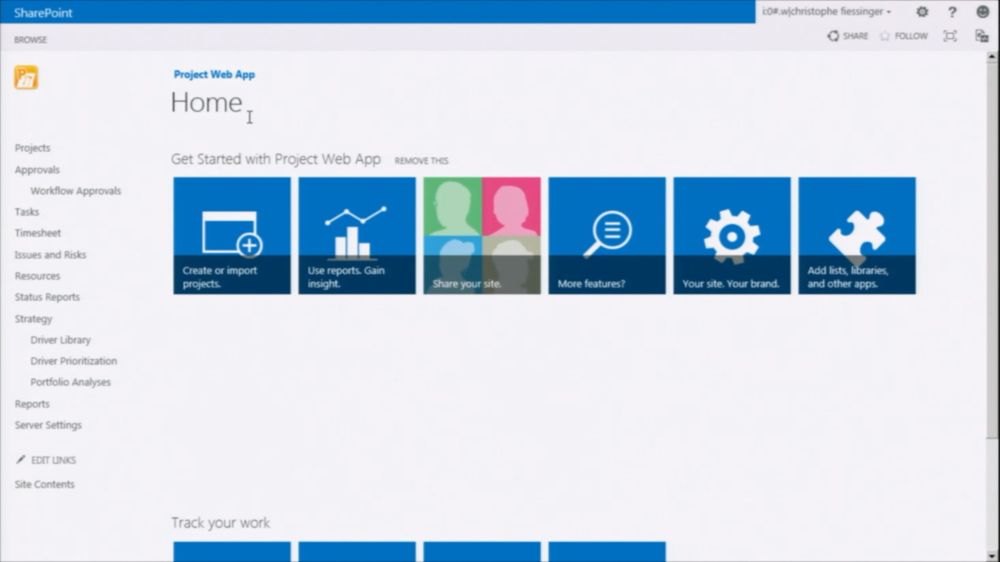 SharePoint
i:0#.w|christophe fiessinger
?
BROWSE
SHARE
FOLLOW
Project Web App
Home
Projects
Approvals
Workflow Approvals
Tasks
Timesheet
Issues and Risks
Resources
Status Reports
Strategy
Driver Library
Driver Prioritization
Portfolio Analyses
Reports
Server Settings
EDIT LINKS
Site Contents
Get Started with Project Web App REMOVE THIS
Create or import
projects.
Use reports. Gain
insight.
Share your site.
More features?
Your site. Your brand.
Add lists, libraries,
and other apps.
Track your work